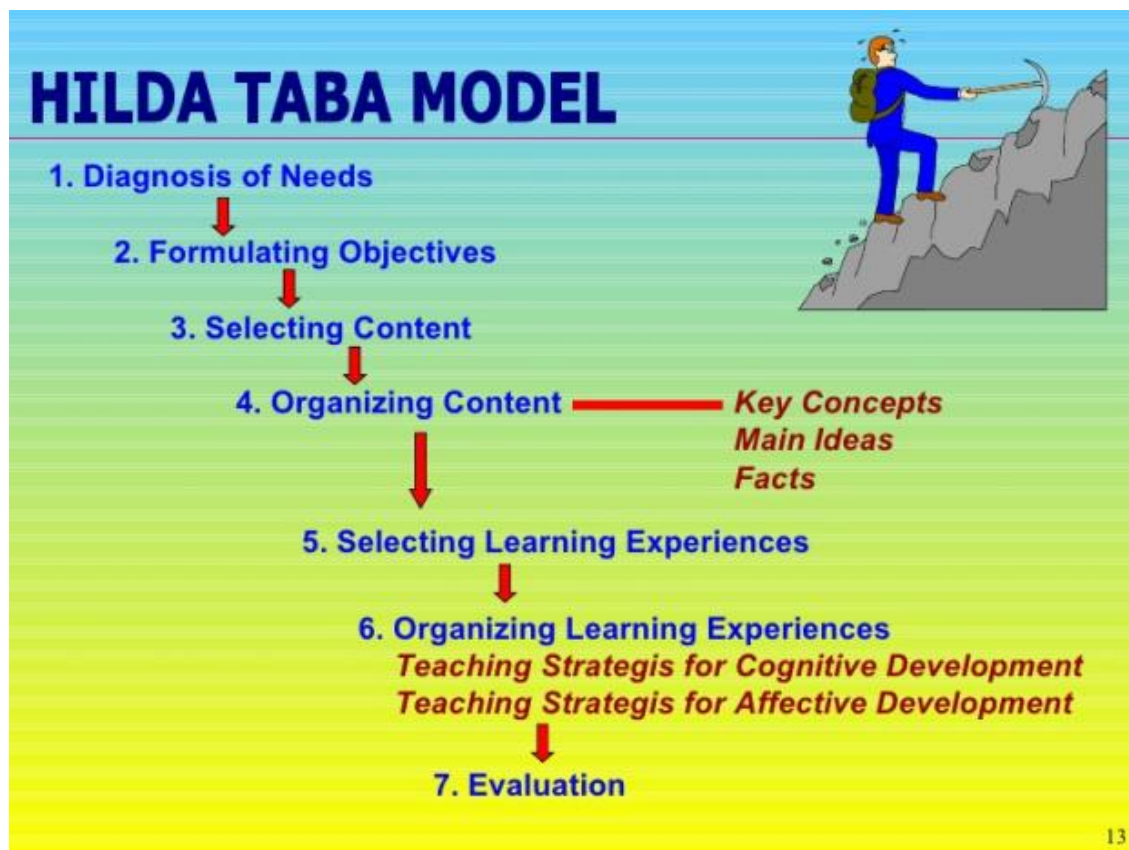 HILDA TABA MODEL
1. Diagnosis of Needs
2. Formulating Objectives
3. Selecting Content
4. Organizing Content
Key Concepts
Main Ideas
Facts
5. Selecting Learning Experiences
6. Organizing Learning Experiences
Teaching Strategis for Cognitive Development
Teaching Strategis for Affective Development
7. Evaluation
13